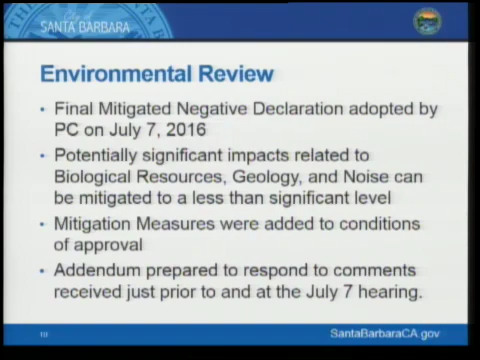 City of
SANTA BARBARA
Environmental Review
• Final Mitigated Negative Declaration adopted by
PC on July 7, 2016
• Potentially significant impacts related to
Biological Resources, Geology, and Noise can
be mitigated to a less than significant level
• Mitigation Measures were added to conditions
of approval
• Addendum prepared to respond to comments
received just prior to and at the July 7 hearing.
SantaBarbaraCA.gov